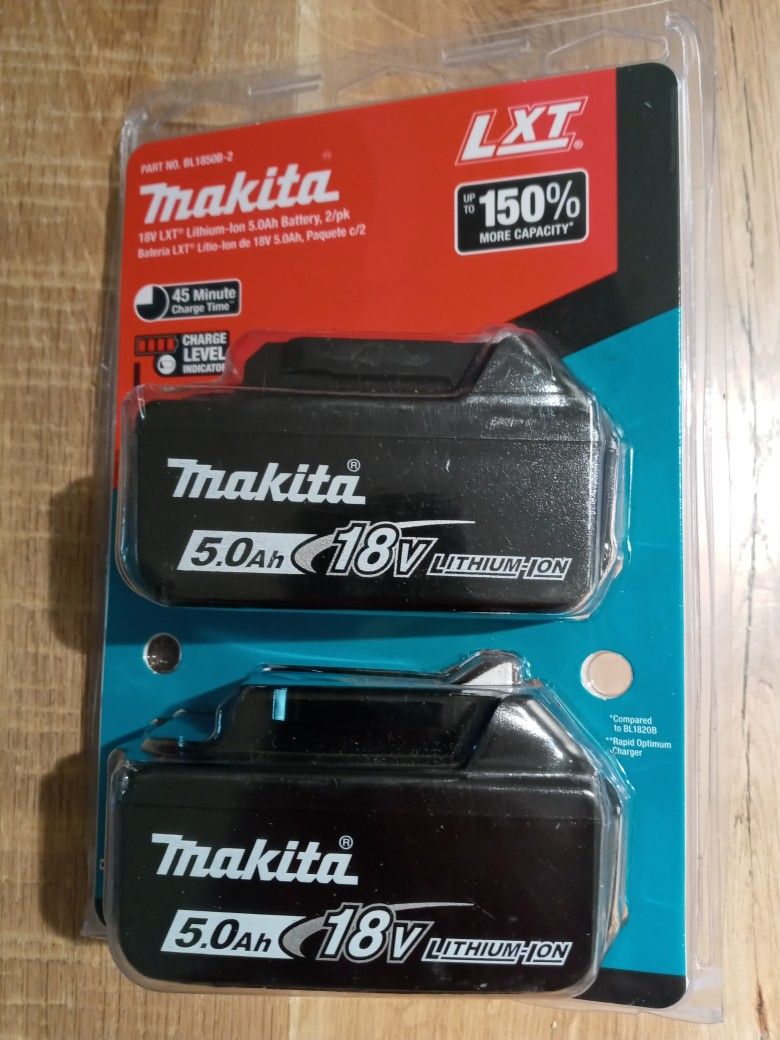 LXT®
PART NO. BL1850B-2
makita®
18V LXT® Lithium-Ion 5.0Ah Battery, 2/pk
Batería LXT® Litio-Ion de 18V 5.0Ah, Paquete c/2
UP TO 150%
MORE CAPACITY*
45 Minute
Charge Time**
CHARGE
LEVEL
INDICATOR
makita®
5.0Ah 18V LITHIUM-ION
*Compared
to BL1820B
**Rapid Optimum
Charger
makita®
5.0Ah 18V LITHIUM-ION